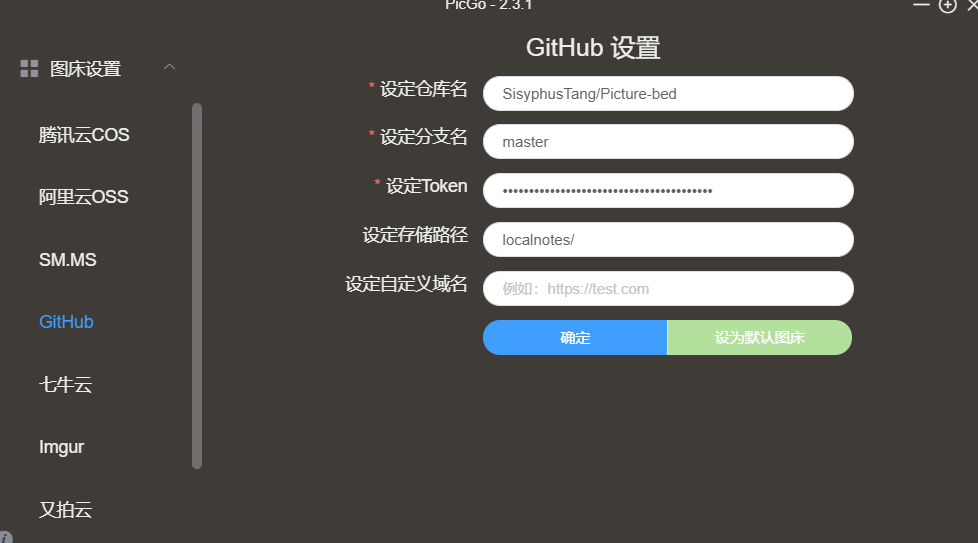 PicGo - 2.3.1
图床设置
腾讯云COS
阿里云OSS
SM.MS
GitHub
七牛云
Imgur
又拍云
GitHub 设置
* 设定仓库名
SisyphusTang/Picture-bed
* 设定分支名
master
* 设定Token
设定存储路径
localnotes/
设定自定义域名
例如：https://test.com
确定
设为默认图床